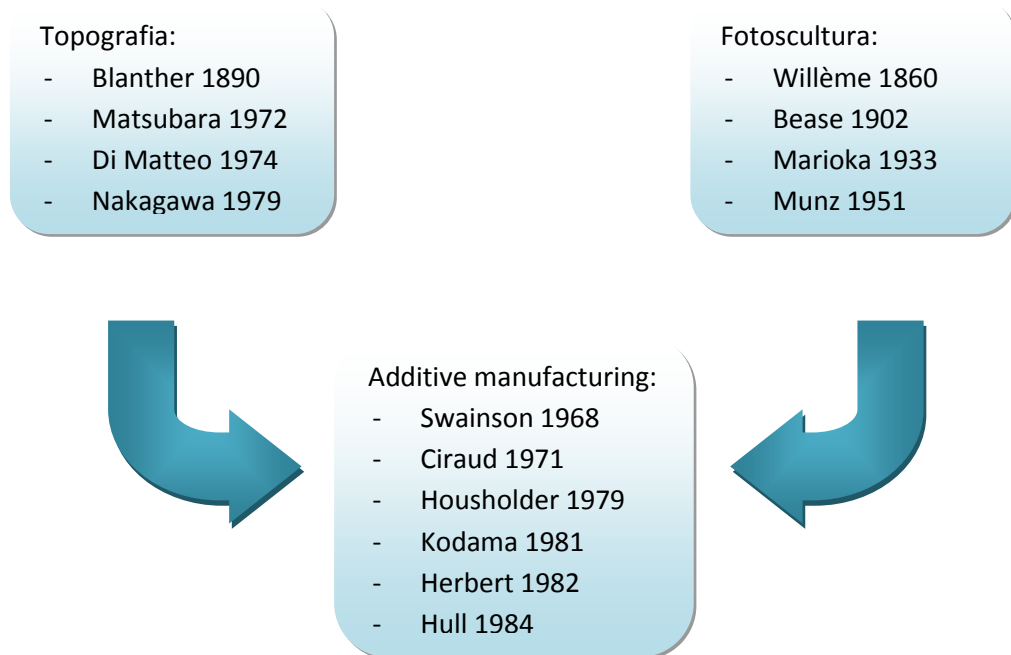 Topografia:
- Blanther 1890
- Matsubara 1972
- Di Matteo 1974
- Nakagawa 1979
Fotoscultura:
- Willème 1860
- Bease 1902
- Marioka 1933
- Munz 1951
Additive manufacturing:
- Swainson 1968
- Ciraud 1971
- Housholder 1979
- Kodama 1981
- Herbert 1982
- Hull 1984